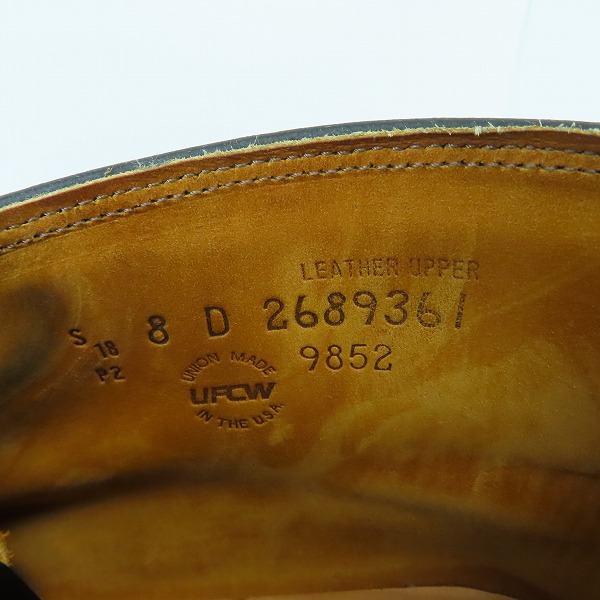 LEATHER UPPER
S 8 D 2689361
18
P2
9852
UNION MADE
UFCW
IN THE U.S.A.